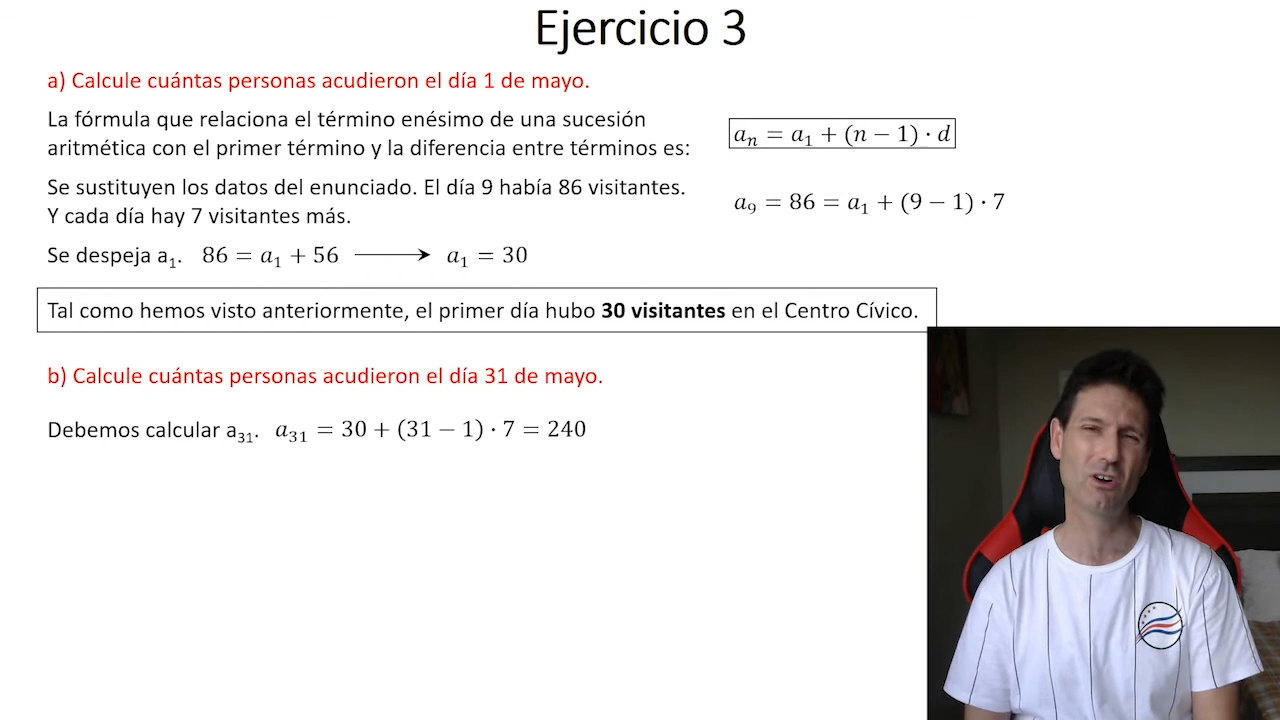 Ejercicio 3
a) Calcule cuántas personas acudieron el día 1 de mayo.
La fórmula que relaciona el término enésimo de una sucesión
aritmética con el primer término y la diferencia entre términos es:
aₙ = a₁ + (n − 1) · d
Se sustituyen los datos del enunciado. El día 9 había 86 visitantes.
Y cada día hay 7 visitantes más.
a₉ = 86 = a₁ + (9 − 1) · 7
Se despeja a₁. 86 = a₁ + 56 ⟶ a₁ = 30
Tal como hemos visto anteriormente, el primer día hubo 30 visitantes en el Centro Cívico.
b) Calcule cuántas personas acudieron el día 31 de mayo.
Debemos calcular a₃₁. a₃₁ = 30 + (31 − 1) · 7 = 240